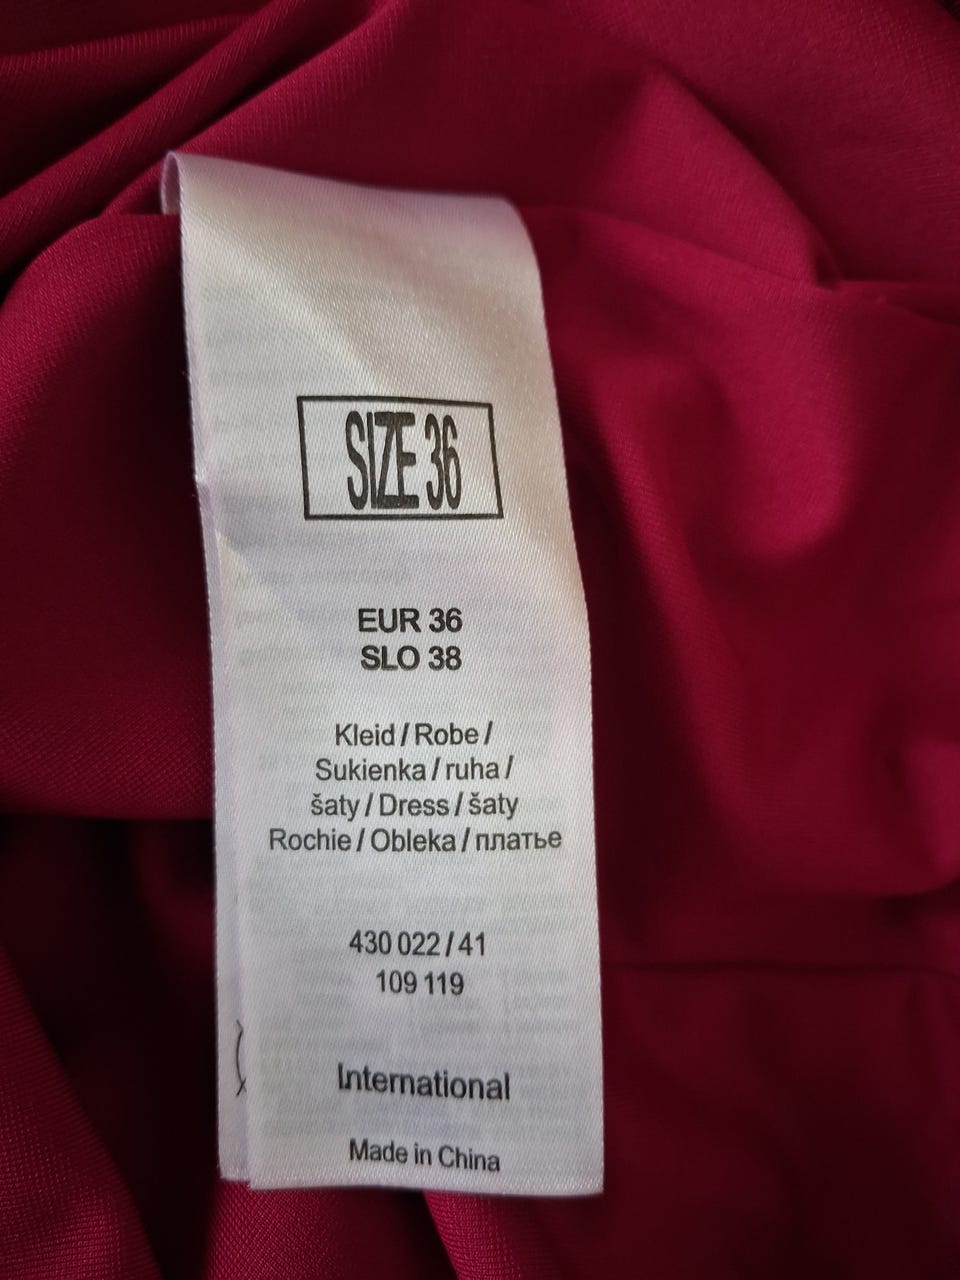 SIZE 36
EUR 36
SLO 38
Kleid / Robe /
Sukienka / ruha /
šaty / Dress / šaty
Rochie / Obleka / платье
430 022 / 41
109 119
International
Made in China